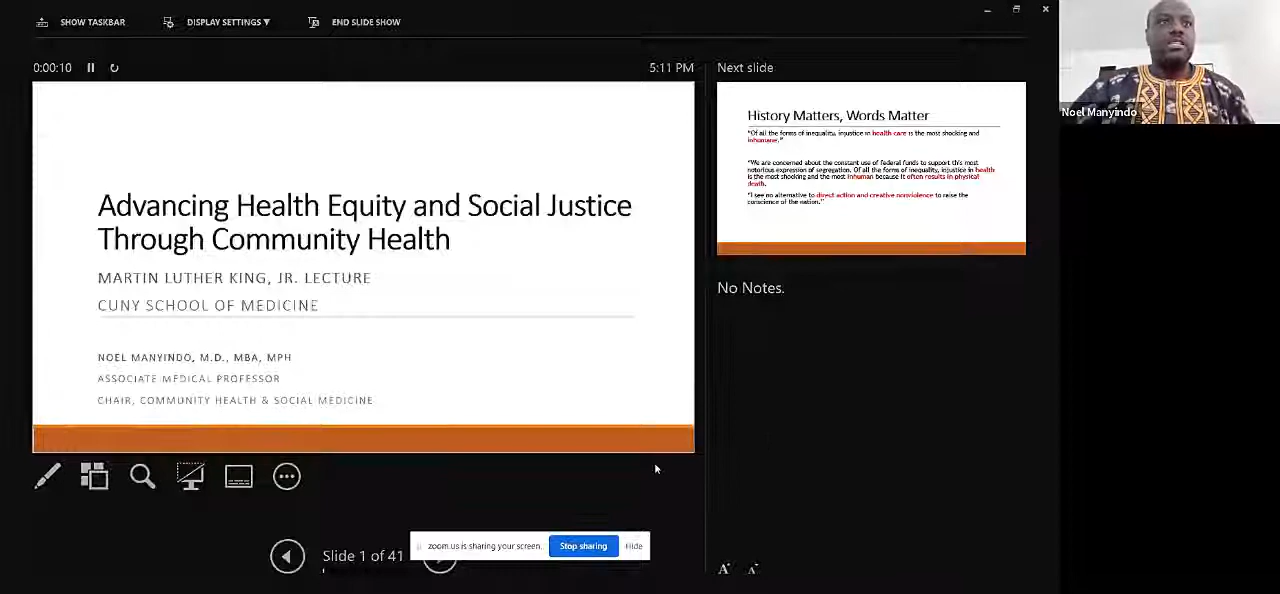 SHOW TASKBAR
DISPLAY SETTINGS ▼
END SLIDE SHOW
0:00:10
5:11 PM
Advancing Health Equity and Social Justice
Through Community Health
MARTIN LUTHER KING, JR. LECTURE
CUNY SCHOOL OF MEDICINE
NOEL MANYINDO, M.D., MBA, MPH
ASSOCIATE MEDICAL PROFESSOR
CHAIR, COMMUNITY HEALTH & SOCIAL MEDICINE
Slide 1 of 41
zoom.us is sharing your screen.
Stop sharing
Hide
Next slide
History Matters, Words Matter
"Of all the forms of inequality, injustice in health care is the most shocking and
inhumane."
"We are concerned about the constant use of federal funds to support this most
notorious expression of segregation. Of all the forms of inequality, injustice in health
is the most shocking and the most inhuman because it often results in physical
death.
"I see no alternative to direct action and creative nonviolence to raise the
conscience of the nation."
No Notes.
A A
Noel Manyindo